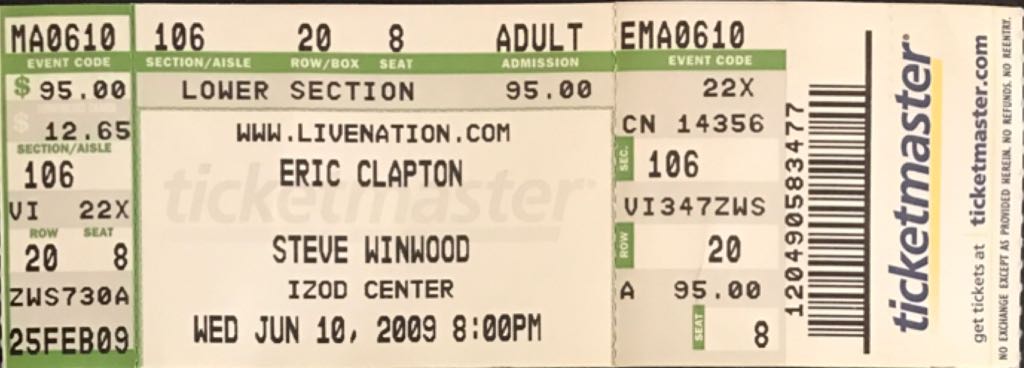 MA0610
EVENT CODE
$ 95.00
12.65
SECTION/AISLE
106
VI 22X
ROW SEAT
20 8
ZWS730A
25FEB09
106 20 8 ADULT
SECTION/AISLE ROW/BOX SEAT ADMISSION
LOWER SECTION 95.00
WWW.LIVENATION.COM
ERIC CLAPTON
ticketmaster
STEVE WINWOOD
IZOD CENTER
WED JUN 10, 2009 8:00PM
EMA0610
EVENT CODE
22X
CN 14356
SEC. 106
VI347ZWS
ROW 20
A 95.00
SEAT 8
120490583477
ticketmaster
get tickets at ticketmaster.com
NO EXCHANGE EXCEPT AS PROVIDED HEREIN. NO REFUNDS. NO REENTRY.